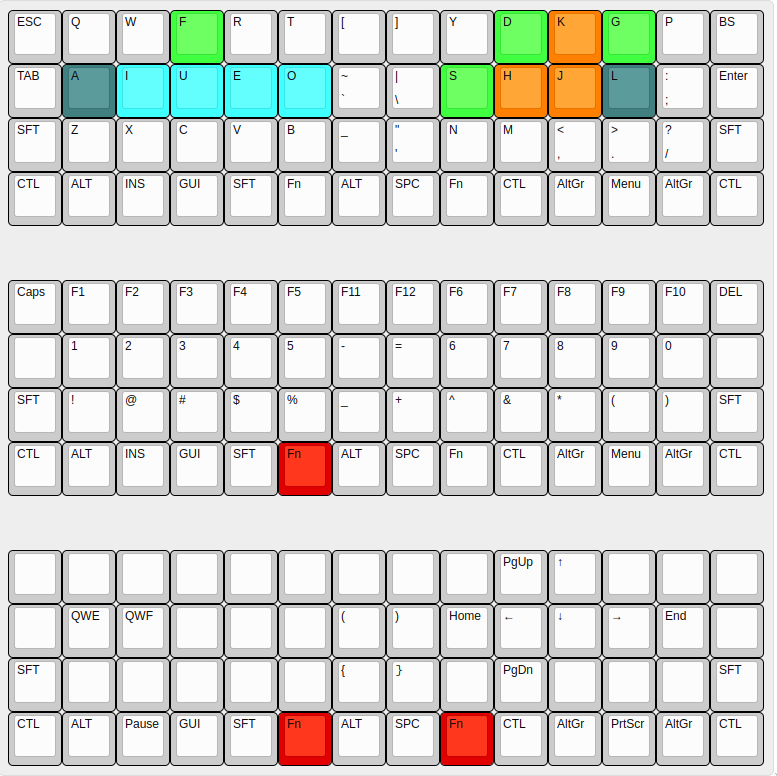 ESC Q W F R T [ ] Y D K G P BS
TAB A I U E O ~ | S H J L : Enter
` \ ;
SFT Z X C V B _ " N M < > ? SFT
' , . /
CTL ALT INS GUI SFT Fn ALT SPC Fn CTL AltGr Menu AltGr CTL
Caps F1 F2 F3 F4 F5 F11 F12 F6 F7 F8 F9 F10 DEL
1 2 3 4 5 - = 6 7 8 9 0
SFT ! @ # $ % _ + ^ & * ( ) SFT
CTL ALT INS GUI SFT Fn ALT SPC Fn CTL AltGr Menu AltGr CTL
PgUp ↑
QWE QWF ( ) Home ← ↓ → End
SFT { } PgDn SFT
CTL ALT Pause GUI SFT Fn ALT SPC Fn CTL AltGr PrtScr AltGr CTL